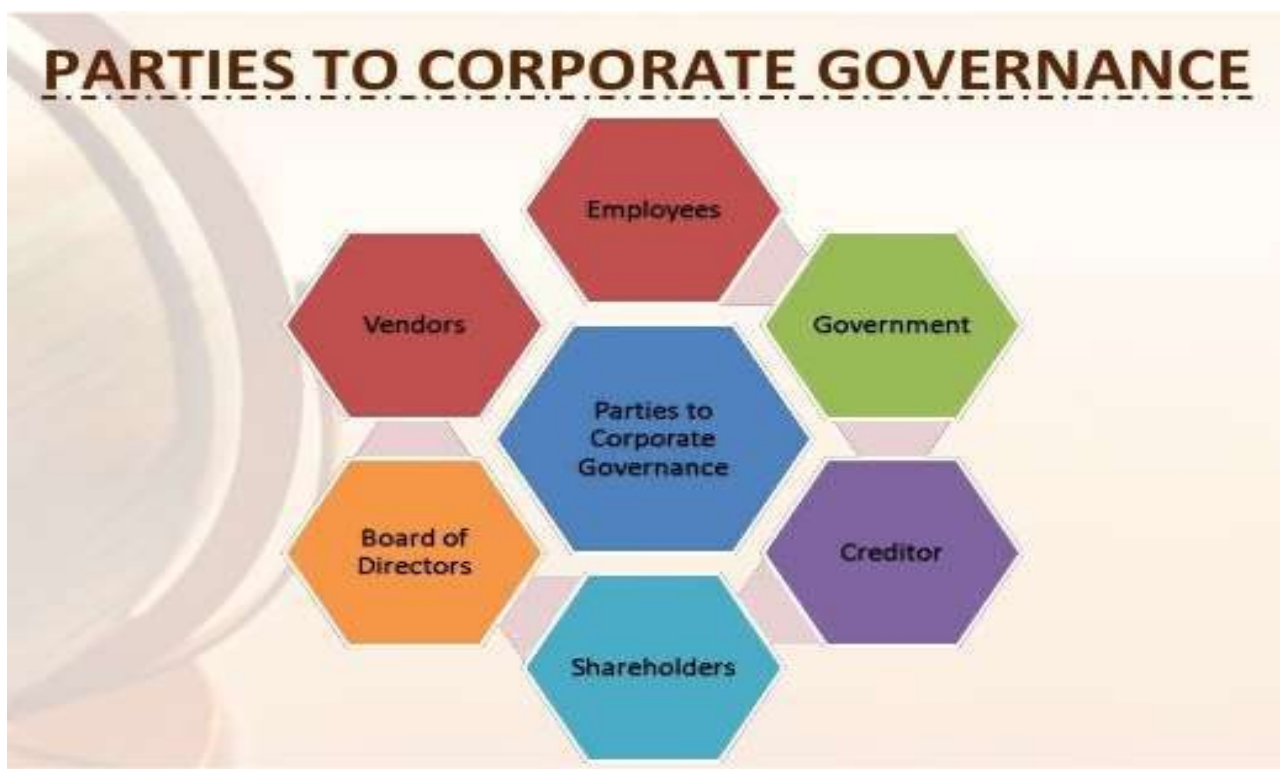 PARTIES TO CORPORATE GOVERNANCE
Employees
Vendors
Government
Parties to
Corporate
Governance
Board of
Directors
Creditor
Shareholders